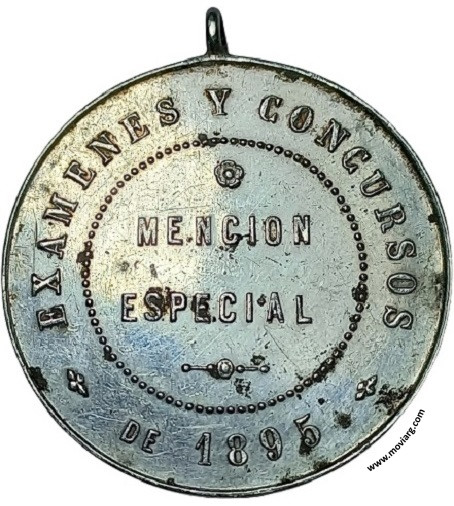 EXAMENES Y CONCURSOS
MENCION
ESPECIAL
DE 1895
www.moviarg.com